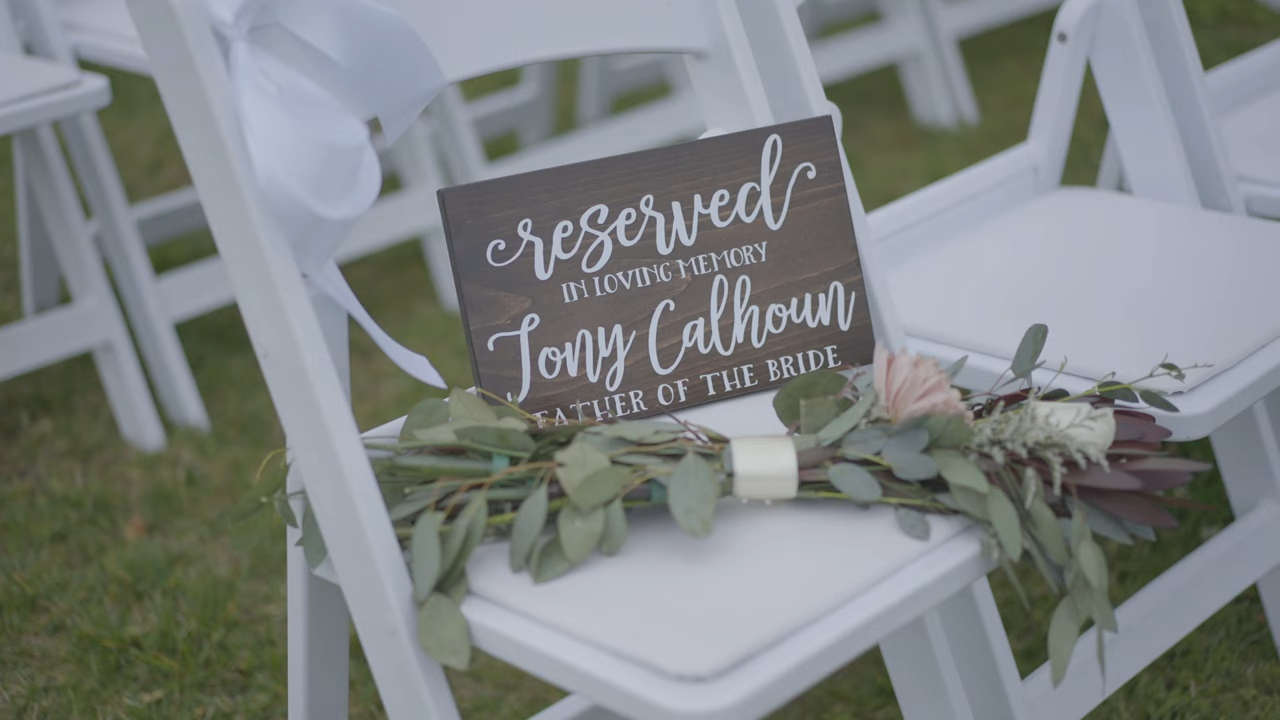 reserved
IN LOVING MEMORY
Tony Calhoun
FATHER OF THE BRIDE